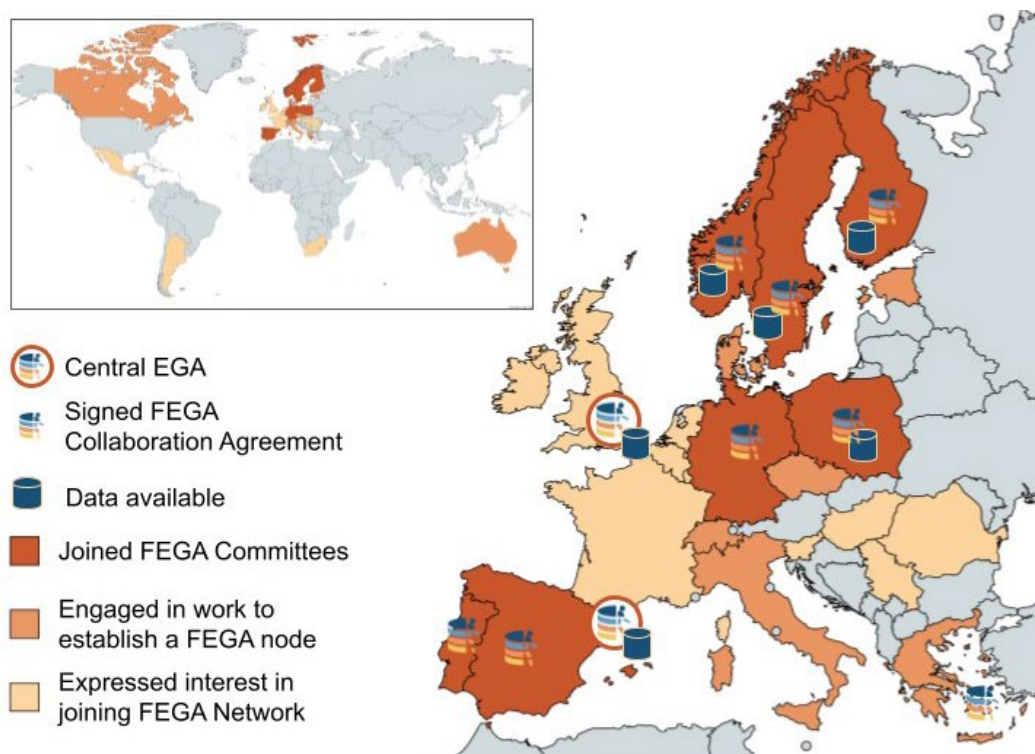 Central EGA
Signed FEGA
Collaboration Agreement
Data available
Joined FEGA Committees
Engaged in work to
establish a FEGA node
Expressed interest in
joining FEGA Network